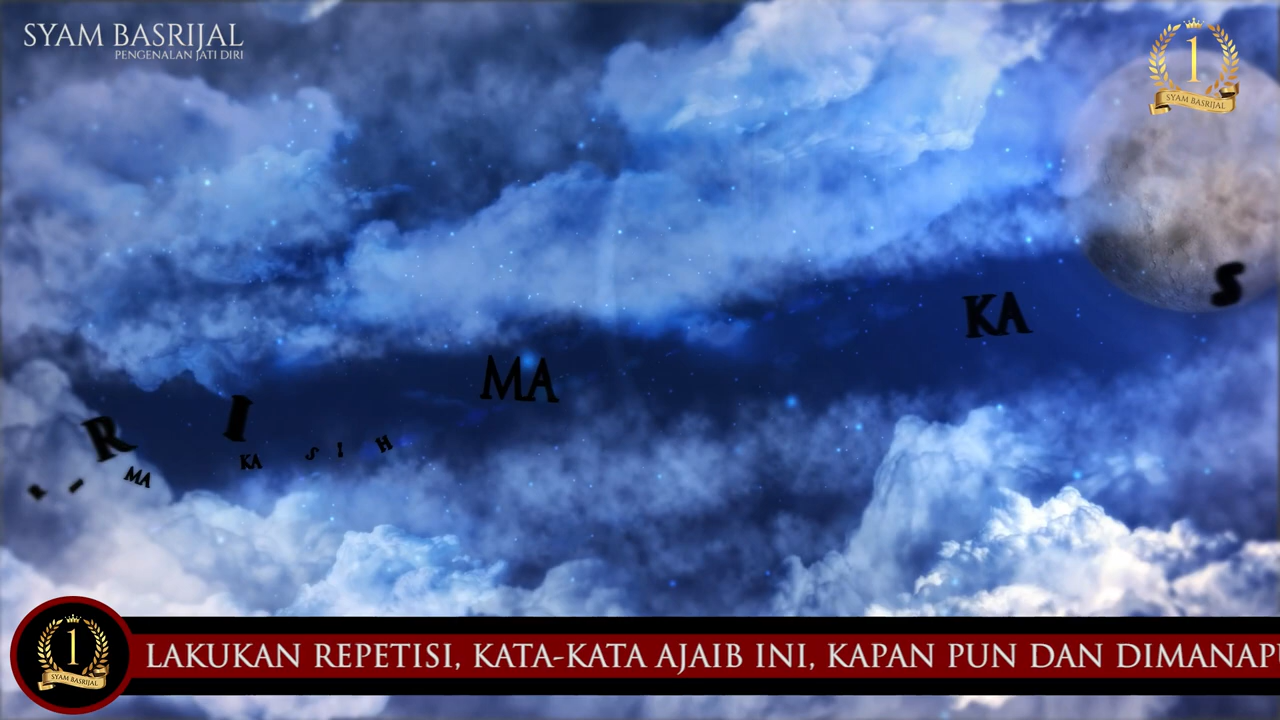 SYAM BASRIJAL
PENGENALAN JATI DIRI
1
SYAM BASRIJAL
R I MA KA S
R I MA KA S I H
1
SYAM BASRIJAL
LAKUKAN REPETISI, KATA-KATA AJAIB INI, KAPAN PUN DAN DIMANAPU